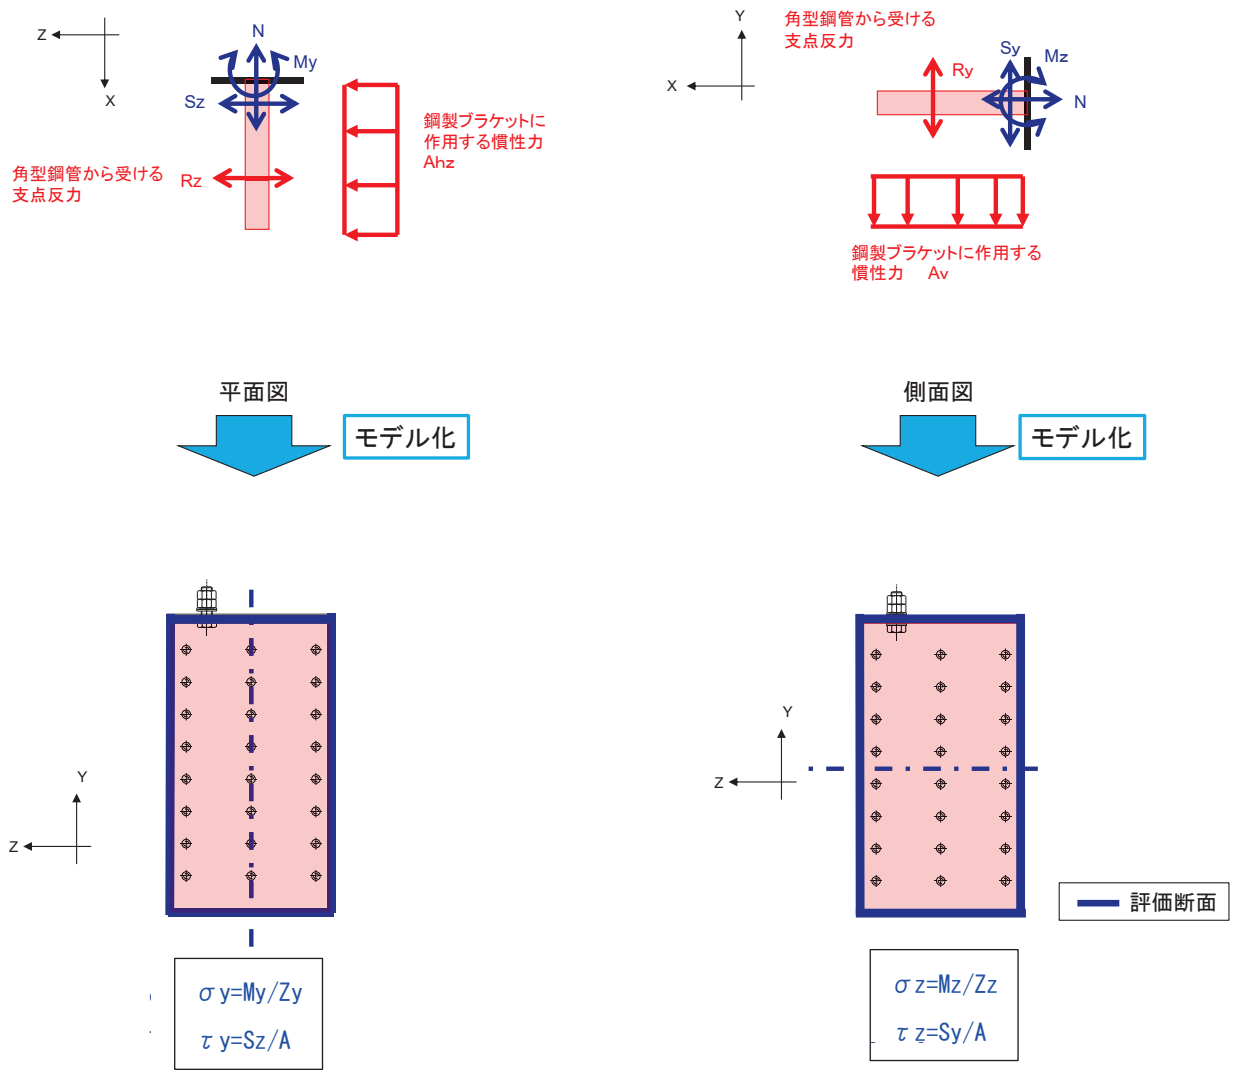 Z
X
N
My
Sz
角型鋼管から受ける
支点反力
Rz
鋼製ブラケットに
作用する慣性力
Ahz
平面図
モデル化
Y
Z
σy=My/Zy
τy=Sz/A
Y
X
角型鋼管から受ける
支点反力
Ry
Sy
Mz
N
鋼製ブラケットに作用する
慣性力 Av
側面図
モデル化
Y
Z
評価断面
σz=Mz/Zz
τz=Sy/A